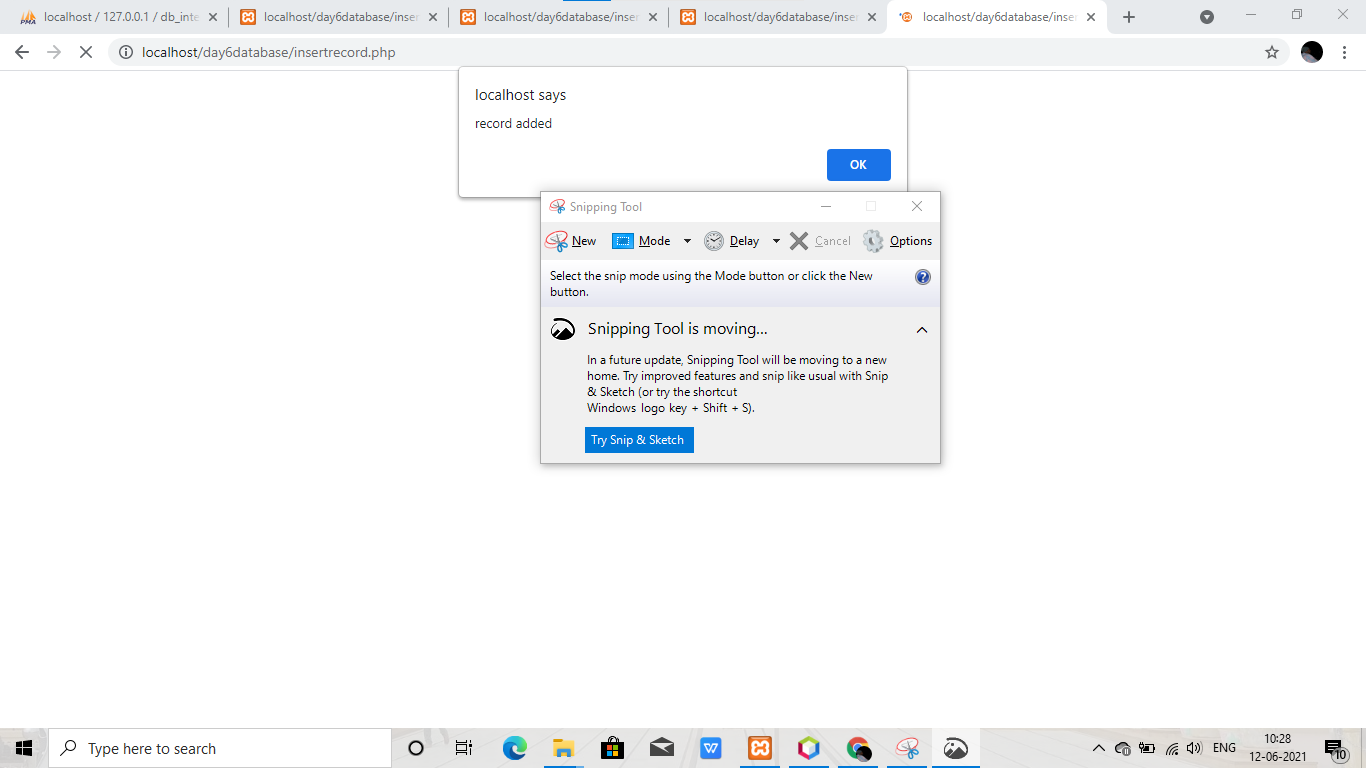 localhost / 127.0.0.1 / db_inte
localhost/day6database/inser
localhost/day6database/inser
localhost/day6database/inser
localhost/day6database/inser
localhost/day6database/insertrecord.php
localhost says
record added
OK
Snipping Tool
New
Mode
Delay
Cancel
Options
Select the snip mode using the Mode button or click the New
button.
Snipping Tool is moving...
In a future update, Snipping Tool will be moving to a new
home. Try improved features and snip like usual with Snip
& Sketch (or try the shortcut
Windows logo key + Shift + S).
Try Snip & Sketch
Type here to search
ENG
10:28
12-06-2021
10